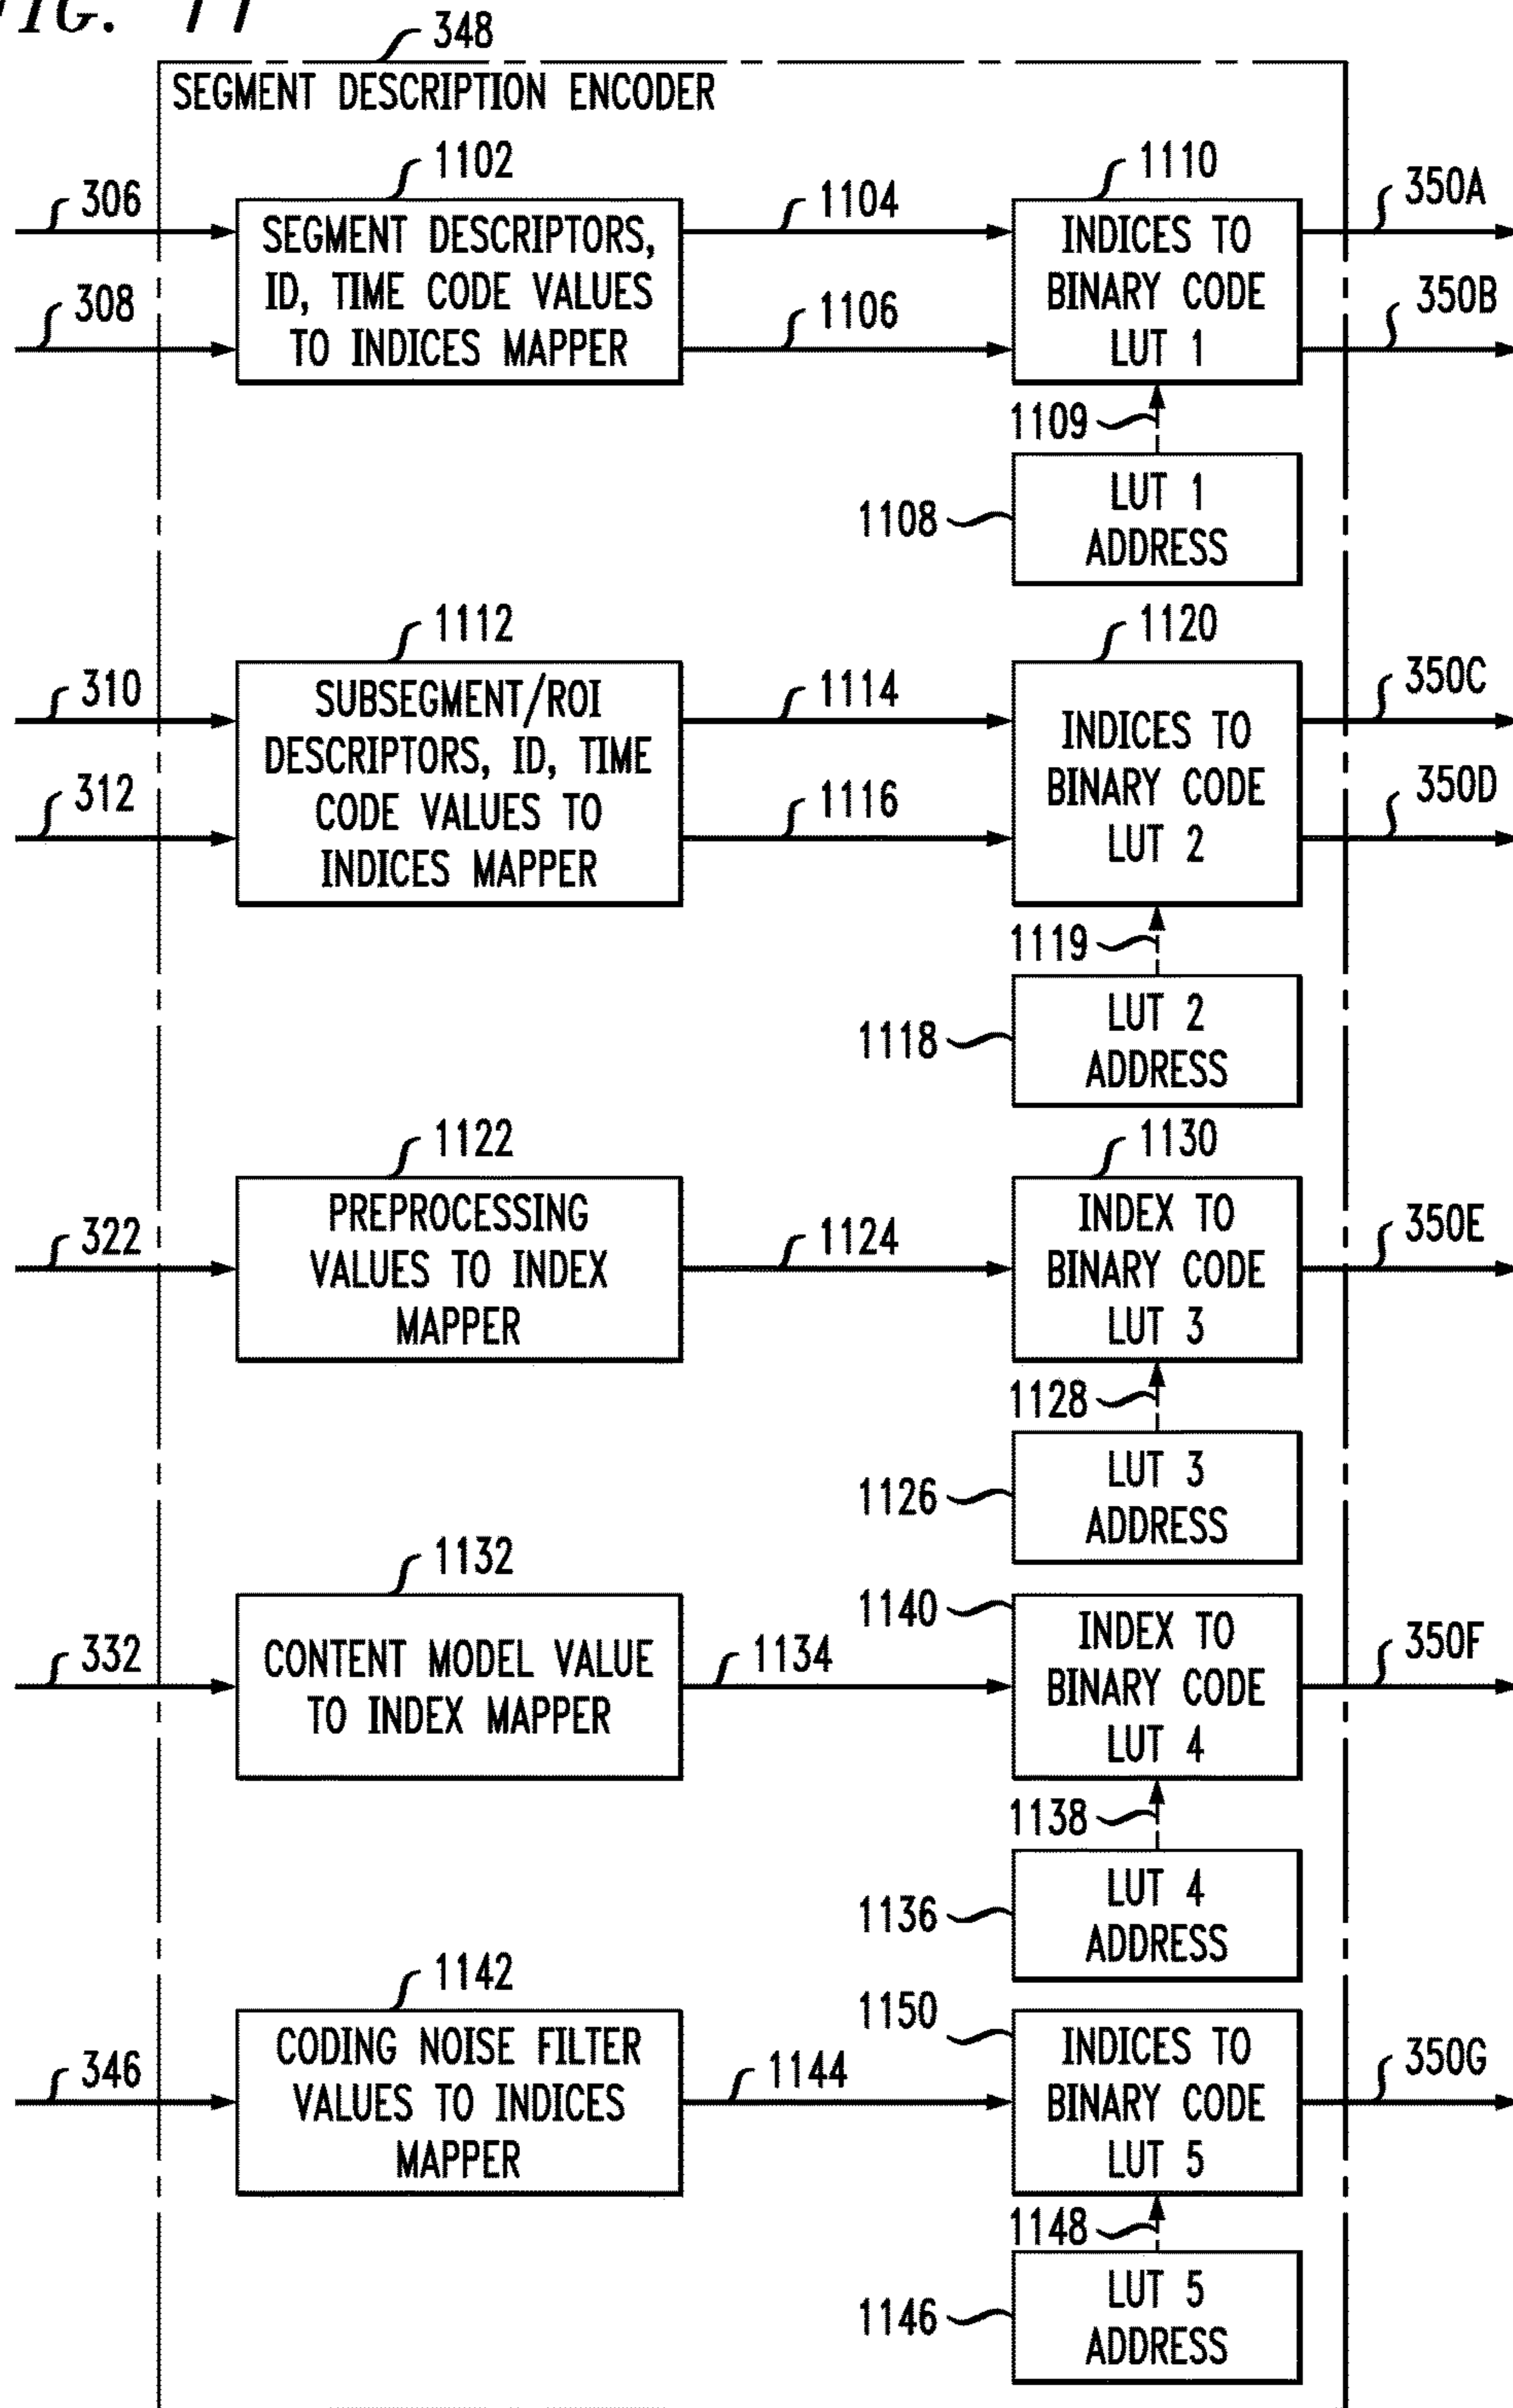 FIG. 11
348
SEGMENT DESCRIPTION ENCODER
1102
1110
306
1104
350A
SEGMENT DESCRIPTORS,
ID, TIME CODE VALUES
TO INDICES MAPPER
INDICES TO
BINARY CODE
LUT 1
308
1106
350B
1109
1108
LUT 1
ADDRESS
1112
1120
310
1114
350C
SUBSEGMENT/ROI
DESCRIPTORS, ID, TIME
CODE VALUES TO
INDICES MAPPER
INDICES TO
BINARY CODE
LUT 2
312
1116
350D
1119
1118
LUT 2
ADDRESS
1122
1130
322
PREPROCESSING
VALUES TO INDEX
MAPPER
1124
INDEX TO
BINARY CODE
LUT 3
350E
1128
1126
LUT 3
ADDRESS
1132
1140
332
CONTENT MODEL VALUE
TO INDEX MAPPER
1134
INDEX TO
BINARY CODE
LUT 4
350F
1138
1136
LUT 4
ADDRESS
1142
1150
346
CODING NOISE FILTER
VALUES TO INDICES
MAPPER
1144
INDICES TO
BINARY CODE
LUT 5
350G
1148
1146
LUT 5
ADDRESS